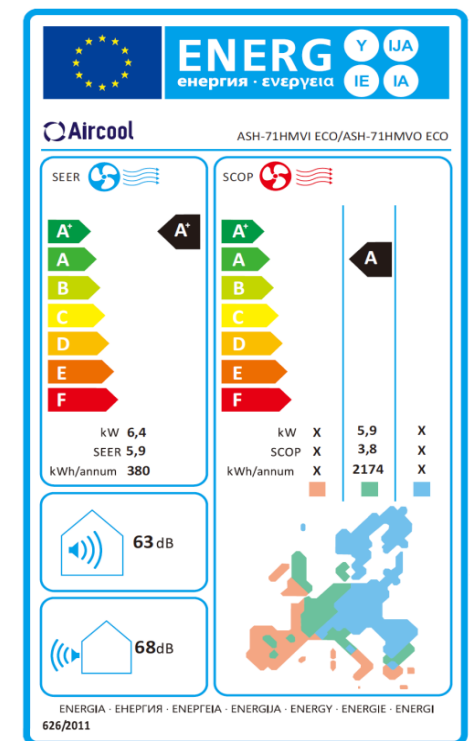 ENERG
енергия · ενεργεια
Y IJA
IE IA
Aircool
ASH-71HMVI ECO/ASH-71HMVO ECO
SEER
A⁺ A⁺
A
B
C
D
E
F
kW 6,4
SEER 5,9
kWh/annum 380
SCOP
A⁺
A A
B
C
D
E
F
kW X 5,9 X
SCOP X 3,8 X
kWh/annum X 2174 X
63 dB
68dB
ENERGIA · ЕНЕРГИЯ · ΕΝΕΡΓΕΙΑ · ENERGIJA · ENERGY · ENERGIE · ENERGI
626/2011